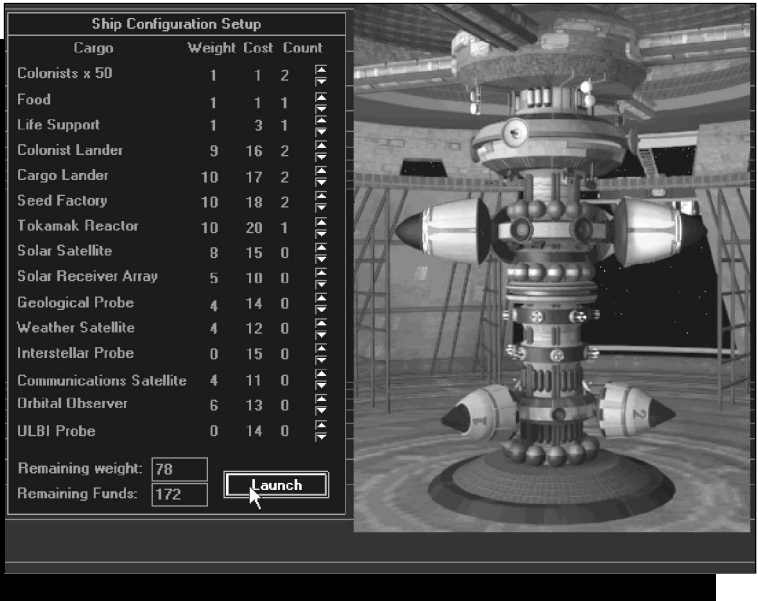 Ship Configuration Setup
Cargo Weight Cost Count
Colonists x 50 1 1 2
Food 1 1 1
Life Support 1 3 1
Colonist Lander 9 16 2
Cargo Lander 10 17 2
Seed Factory 10 18 2
Tokamak Reactor 10 20 1
Solar Satellite 8 15 0
Solar Receiver Array 5 10 0
Geological Probe 4 14 0
Weather Satellite 4 12 0
Interstellar Probe 0 15 0
Communications Satellite 4 11 0
Orbital Observer 6 13 0
ULBI Probe 0 14 0
Remaining weight: 78
Remaining Funds: 172
Launch
1
2